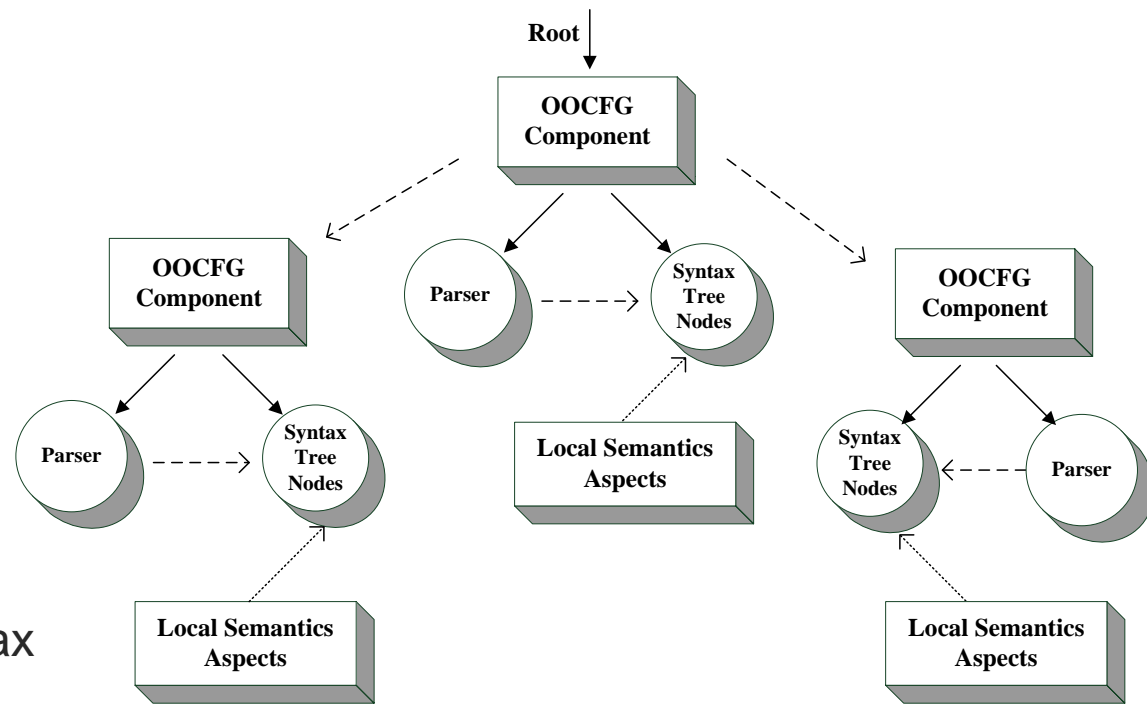 Root
OOCFG
Component
OOCFG
Component
Parser
Syntax
Tree
Nodes
OOCFG
Component
Parser
Syntax
Tree
Nodes
Local Semantics
Aspects
Syntax
Tree
Nodes
Parser
Local Semantics
Aspects
Local Semantics
Aspects